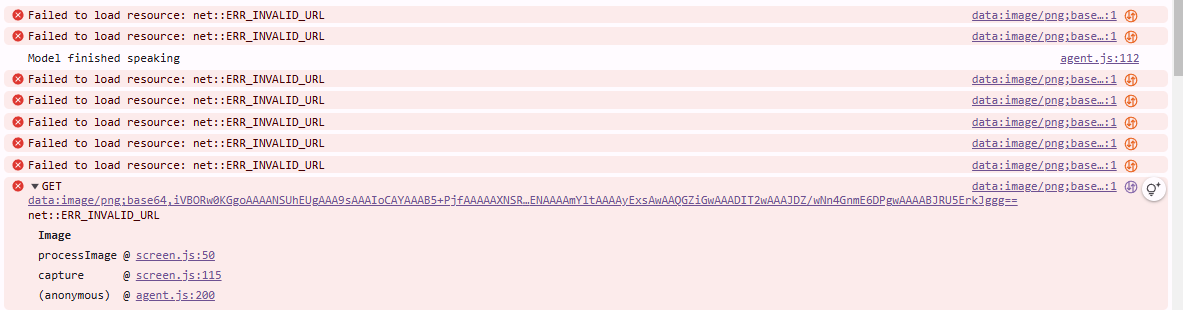 Failed to load resource: net::ERR_INVALID_URL data:image/png;base…:1
Failed to load resource: net::ERR_INVALID_URL data:image/png;base…:1
Model finished speaking agent.js:112
Failed to load resource: net::ERR_INVALID_URL data:image/png;base…:1
Failed to load resource: net::ERR_INVALID_URL data:image/png;base…:1
Failed to load resource: net::ERR_INVALID_URL data:image/png;base…:1
Failed to load resource: net::ERR_INVALID_URL data:image/png;base…:1
Failed to load resource: net::ERR_INVALID_URL data:image/png;base…:1
▼GET data:image/png;base…:1
data:image/png;base64,iVBORw0KGgoAAAANSUhEUgAAA9sAAAIoCAYAAAB5+PjfAAAAAXNSR…ENAAAAmYltAAAAyExsAwAAQGZiGwAAADIT2wAAAJDZ/wNn4GnmE6DPgwAAAABJRU5ErkJggg==
net::ERR_INVALID_URL
Image
processImage @ screen.js:50
capture @ screen.js:115
(anonymous) @ agent.js:200